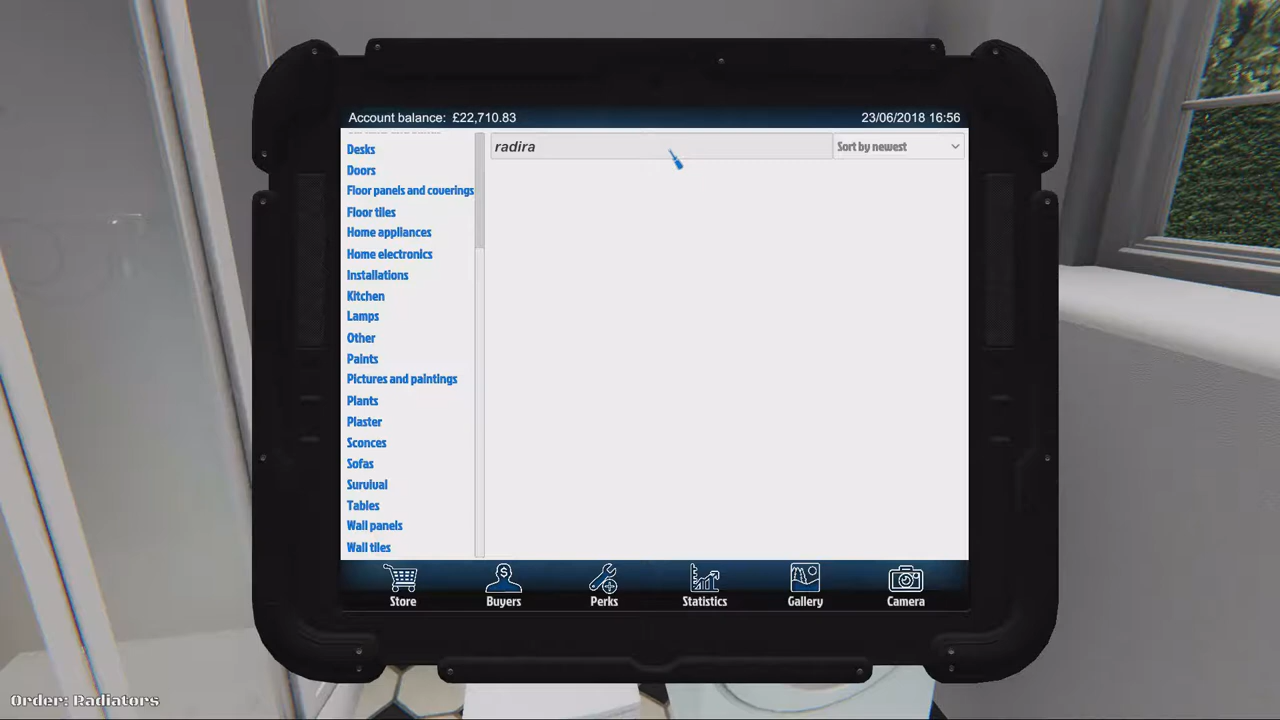 Account balance: £22,710.83
23/06/2018 16:56
radira
Sort by newest
Desks
Doors
Floor panels and coverings
Floor tiles
Home appliances
Home electronics
Installations
Kitchen
Lamps
Other
Paints
Pictures and paintings
Plants
Plaster
Sconces
Sofas
Survival
Tables
Wall panels
Wall tiles
Store
Buyers
Perks
Statistics
Gallery
Camera
Order: Radiators